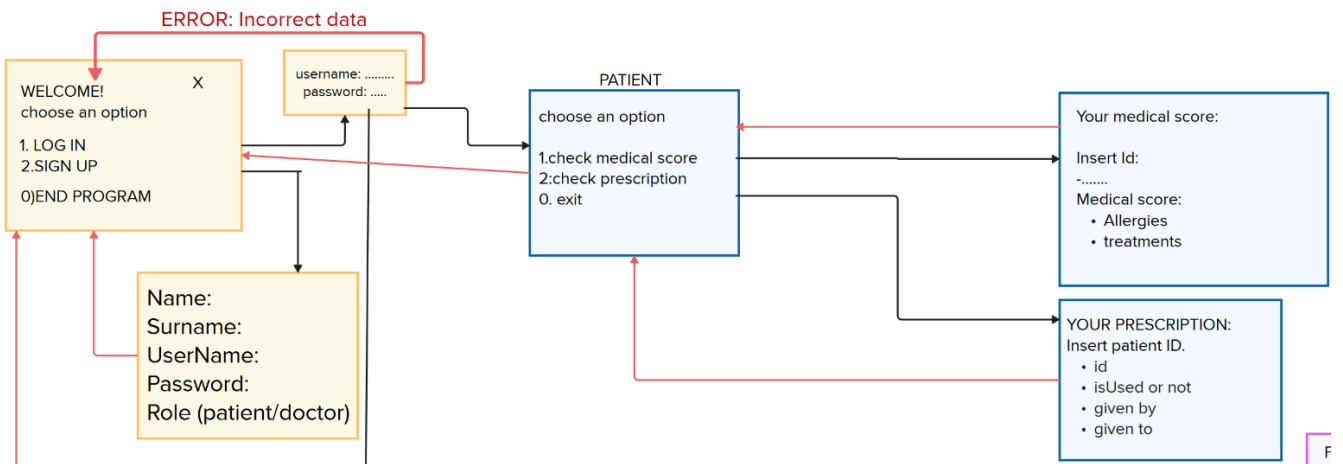 ERROR: Incorrect data
WELCOME!
X
choose an option
1. LOG IN
2.SIGN UP
0)END PROGRAM
username: .........
password: .....
Name:
Surname:
UserName:
Password:
Role (patient/doctor)
PATIENT
choose an option
1.check medical score
2:check prescription
0. exit
Your medical score:
Insert Id:
-.......
Medical score:
• Allergies
• treatments
YOUR PRESCRIPTION:
Insert patient ID.
• id
• isUsed or not
• given by
• given to